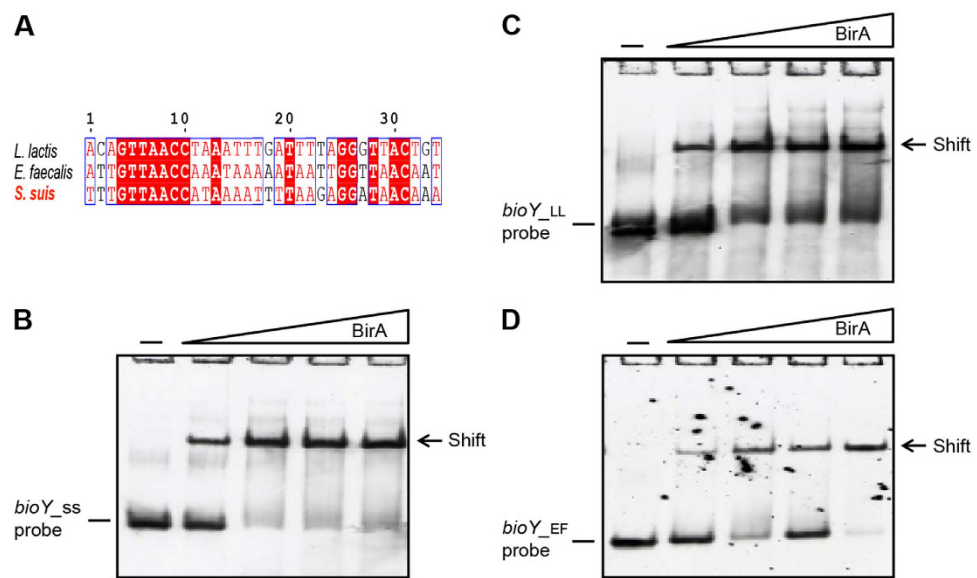 A
1 10 20 30
L. lactis ACAGTTAACCTAAATTTGATTTTAGGGTTACTGT
E. faecalis ATTGTTAACCAAATAAAAATAATTGGTTAACAAT
S. suis TTTGTTAACCATAAAATTTTAAGAGGATAACAAA
B
– BirA
Shift
bioY_SS
probe
C
– BirA
Shift
bioY_LL
probe
D
– BirA
Shift
bioY_EF
probe